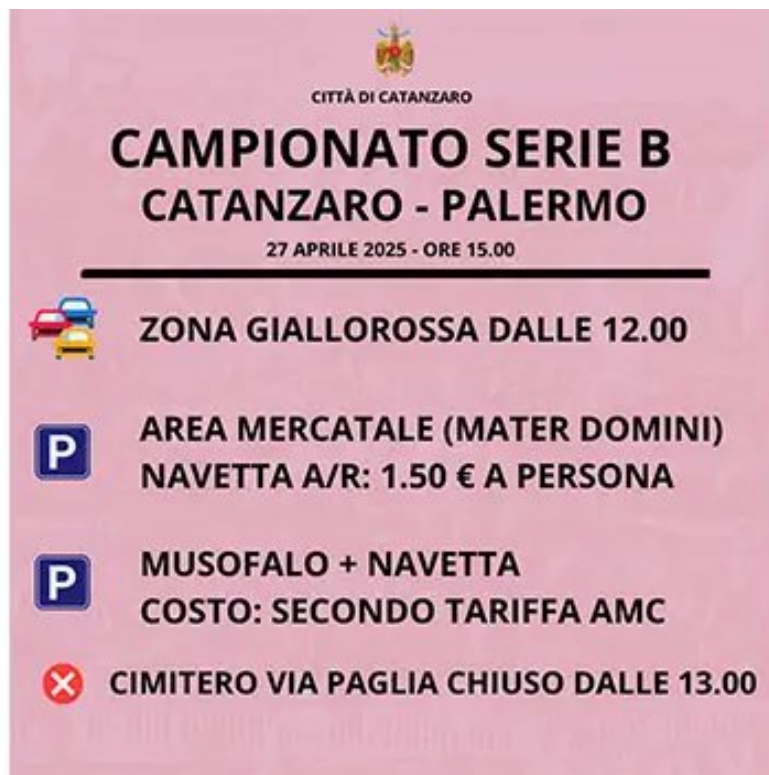 CITTÀ DI CATANZARO
CAMPIONATO SERIE B
CATANZARO - PALERMO
27 APRILE 2025 - ORE 15.00
ZONA GIALLOROSSA DALLE 12.00
P AREA MERCATALE (MATER DOMINI)
NAVETTA A/R: 1.50 € A PERSONA
P MUSOFALO + NAVETTA
COSTO: SECONDO TARIFFA AMC
CIMITERO VIA PAGLIA CHIUSO DALLE 13.00